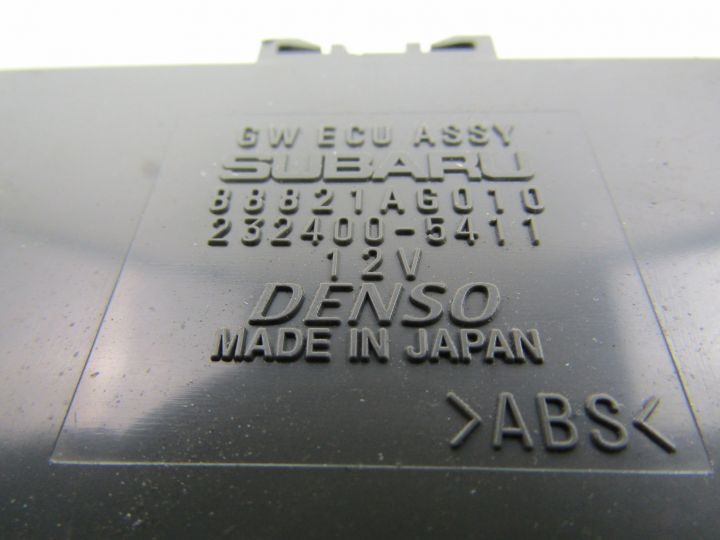 GW ECU ASSY
SUBARU
88821AG010
232400-5411
12V
DENSO
MADE IN JAPAN
>ABS<